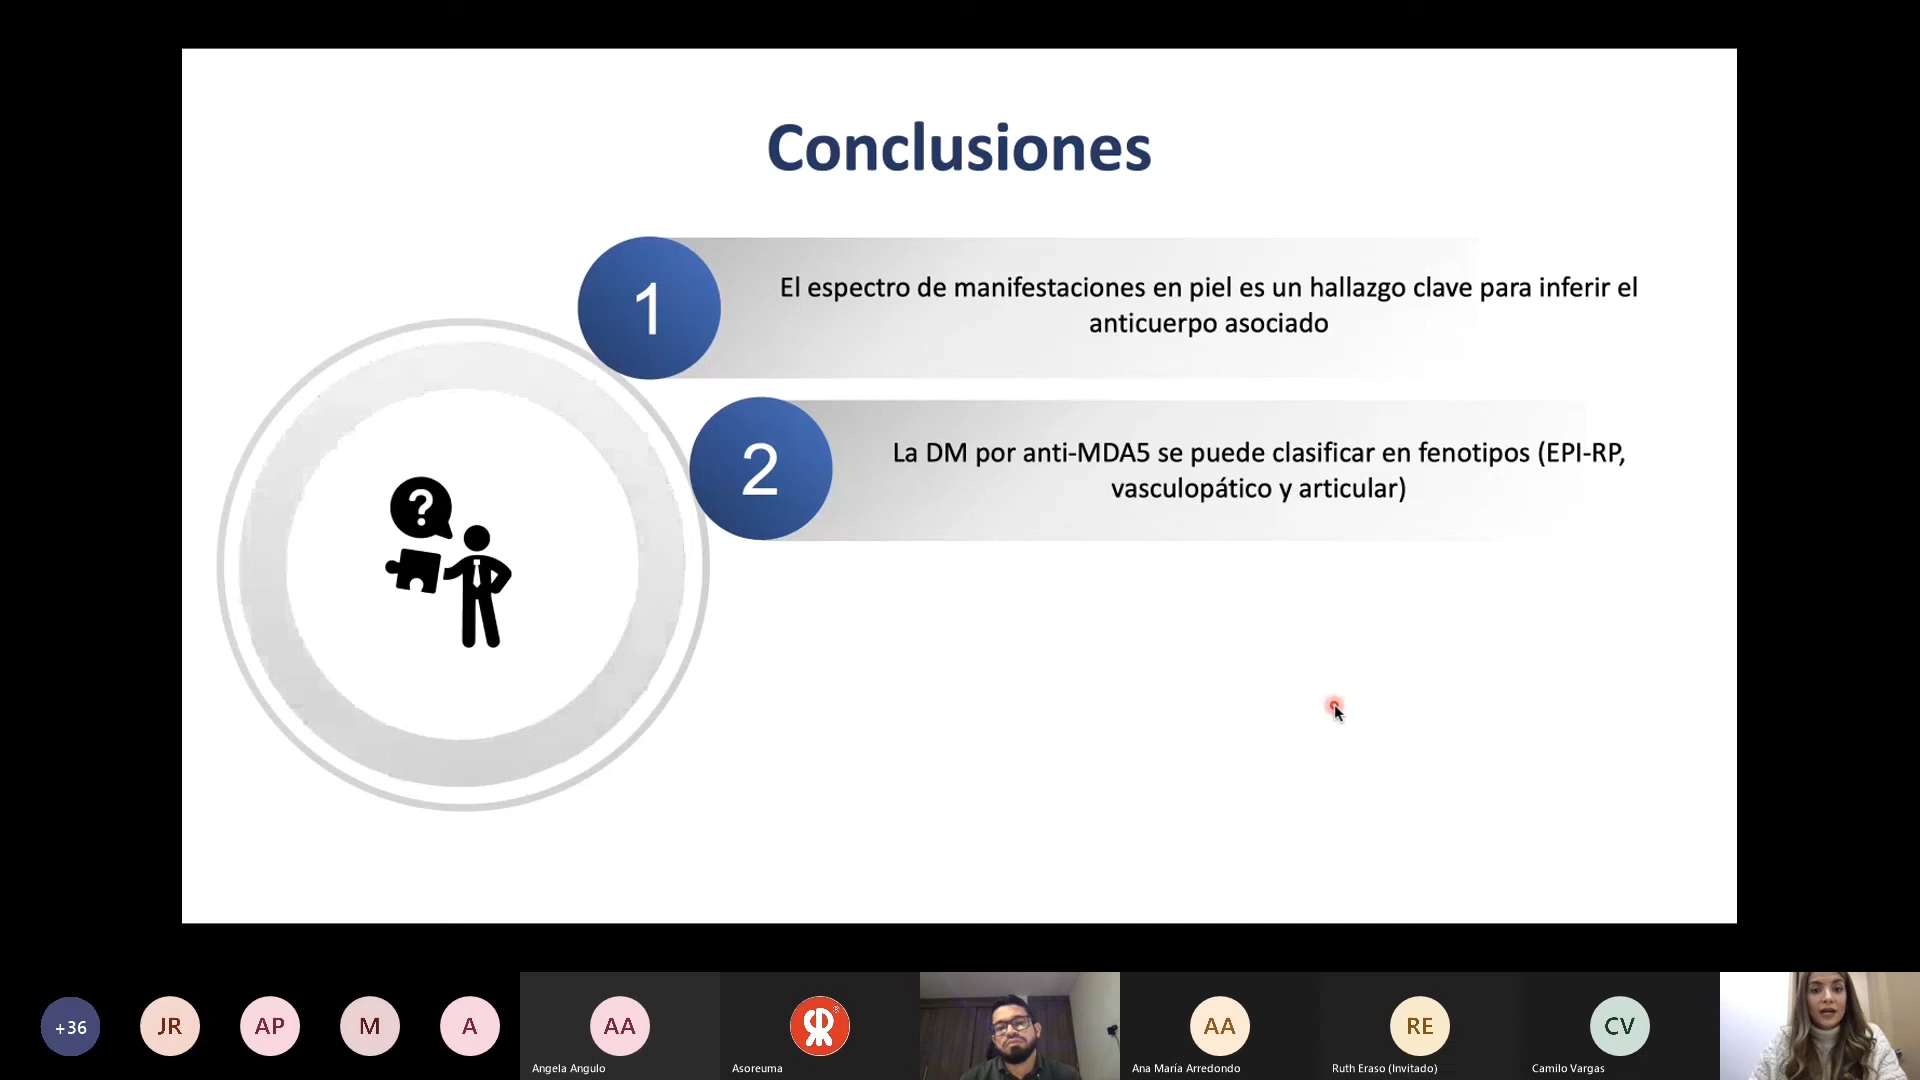 Conclusiones
1
El espectro de manifestaciones en piel es un hallazgo clave para inferir el
anticuerpo asociado
2
La DM por anti-MDA5 se puede clasificar en fenotipos (EPI-RP,
vasculopático y articular)
?
+36
JR
AP
M
A
AA
Angela Angulo
Asoreuma
AA
Ana María Arredondo
RE
Ruth Eraso (Invitado)
CV
Camilo Vargas